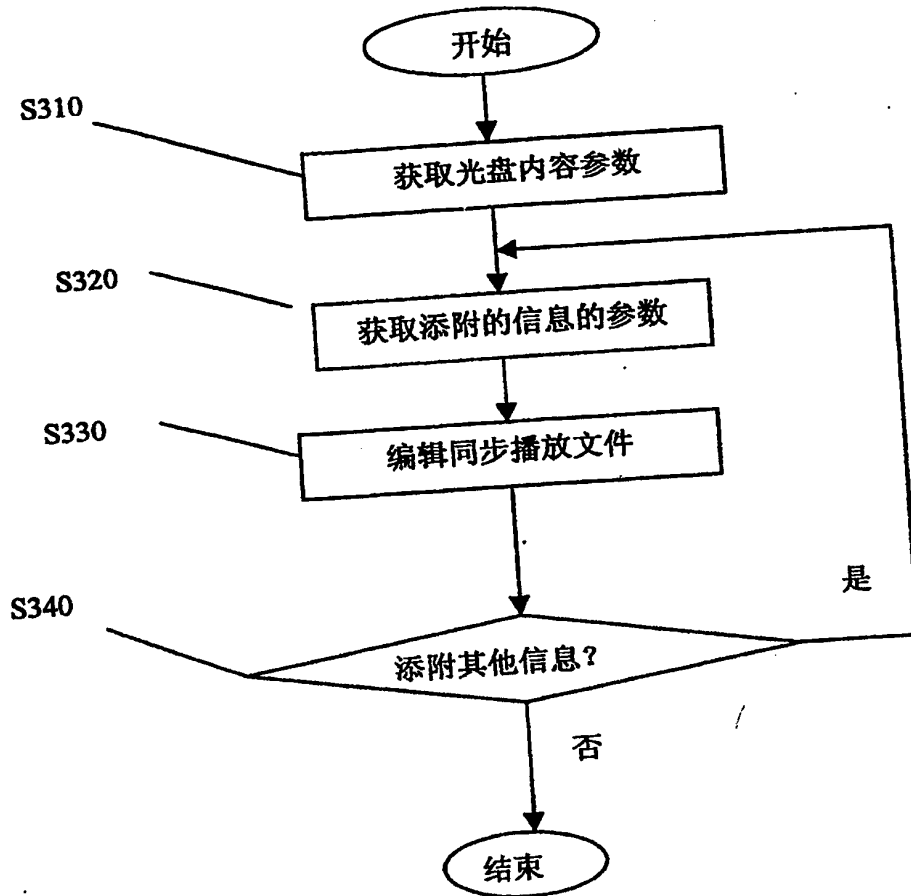 开始
S310
获取光盘内容参数
S320
获取添附的信息的参数
S330
编辑同步播放文件
是
S340
添附其他信息？
否
结束